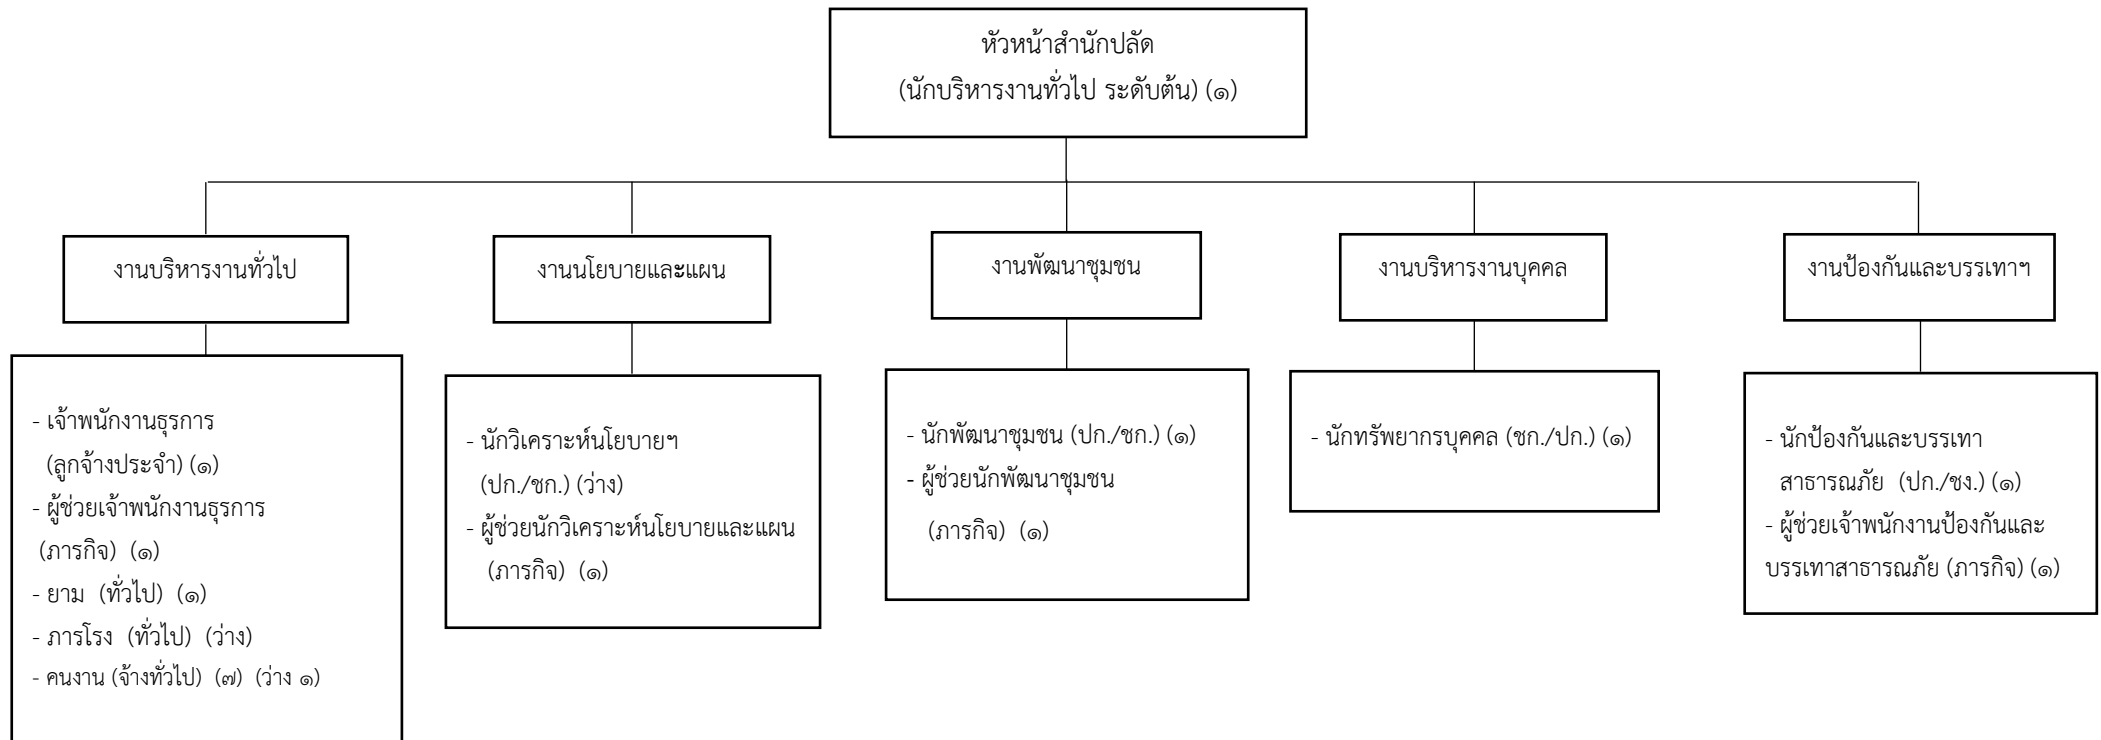 หัวหน้าสำนักปลัด
(นักบริหารงานทั่วไป ระดับต้น) (๑)
งานบริหารงานทั่วไป
งานนโยบายและแผน
งานพัฒนาชุมชน
งานบริหารงานบุคคล
งานป้องกันและบรรเทาฯ
- เจ้าพนักงานธุรการ
(ลูกจ้างประจำ) (๑)
- ผู้ช่วยเจ้าพนักงานธุรการ
(ภารกิจ) (๑)
- ยาม (ทั่วไป) (๑)
- ภารโรง (ทั่วไป) (ว่าง)
- คนงาน (จ้างทั่วไป) (๗) (ว่าง ๑)
- นักวิเคราะห์นโยบายฯ
(ปก./ชก.) (ว่าง)
- ผู้ช่วยนักวิเคราะห์นโยบายและแผน
(ภารกิจ) (๑)
- นักพัฒนาชุมชน (ปก./ชก.) (๑)
- ผู้ช่วยนักพัฒนาชุมชน
(ภารกิจ) (๑)
- นักทรัพยากรบุคคล (ชก./ปก.) (๑)
- นักป้องกันและบรรเทา
สาธารณภัย (ปก./ชง.) (๑)
- ผู้ช่วยเจ้าพนักงานป้องกันและ
บรรเทาสาธารณภัย (ภารกิจ) (๑)